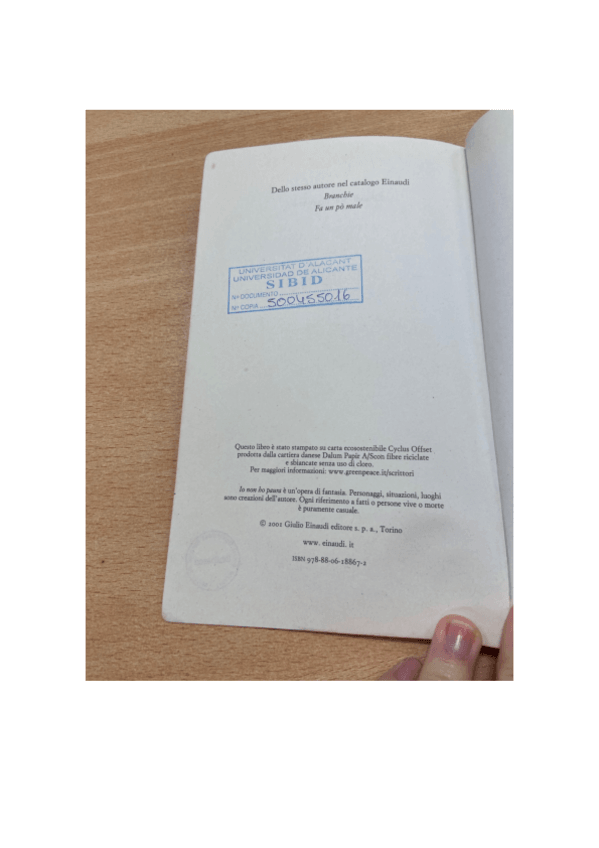 Dello stesso autore nel catalogo Einaudi
Branchie
Fa un pò male
UNIVERSITAT D'ALACANT
UNIVERSIDAD DE ALICANTE
SIBID
Nº DOCUMENTO
Nº COPIA 500455016
Questo libro è stato stampato su carta ecosostenibile Cyclus Offset
prodotta dalla cartiera danese Dalum Papir A/Scon fibre riciclate
e sbiancate senza uso di cloro.
Per maggiori informazioni: www.greenpeace.it/scrittori
Io non ho paura è un'opera di fantasia. Personaggi, situazioni, luoghi
sono creazioni dell'autore. Ogni riferimento a fatti o persone vive o morte
è puramente casuale.
© 2001 Giulio Einaudi editore s. p. a., Torino
www. einaudi. it
ISBN 978-88-06-18867-2